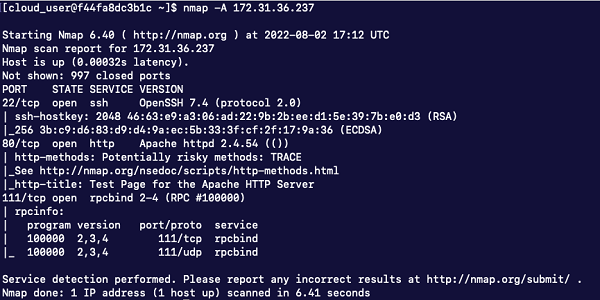 [cloud_user@f44fa8dc3b1c ~]$ nmap -A 172.31.36.237
Starting Nmap 6.40 ( http://nmap.org ) at 2022-08-02 17:12 UTC
Nmap scan report for 172.31.36.237
Host is up (0.00032s latency).
Not shown: 997 closed ports
PORT    STATE SERVICE VERSION
22/tcp  open  ssh     OpenSSH 7.4 (protocol 2.0)
| ssh-hostkey: 2048 46:63:e9:a3:06:ad:22:9b:2b:ee:d1:5e:39:7b:e0:d3 (RSA)
|_256 3b:c9:d6:83:d9:d4:9a:ec:5b:33:3f:cf:2f:17:9a:36 (ECDSA)
80/tcp  open  http    Apache httpd 2.4.54 (())
| http-methods: Potentially risky methods: TRACE
|_See http://nmap.org/nsedoc/scripts/http-methods.html
|_http-title: Test Page for the Apache HTTP Server
111/tcp open  rpcbind 2-4 (RPC #100000)
| rpcinfo:
|   program version   port/proto  service
|   100000  2,3,4        111/tcp  rpcbind
|_  100000  2,3,4        111/udp  rpcbind
Service detection performed. Please report any incorrect results at http://nmap.org/submit/ .
Nmap done: 1 IP address (1 host up) scanned in 6.41 seconds